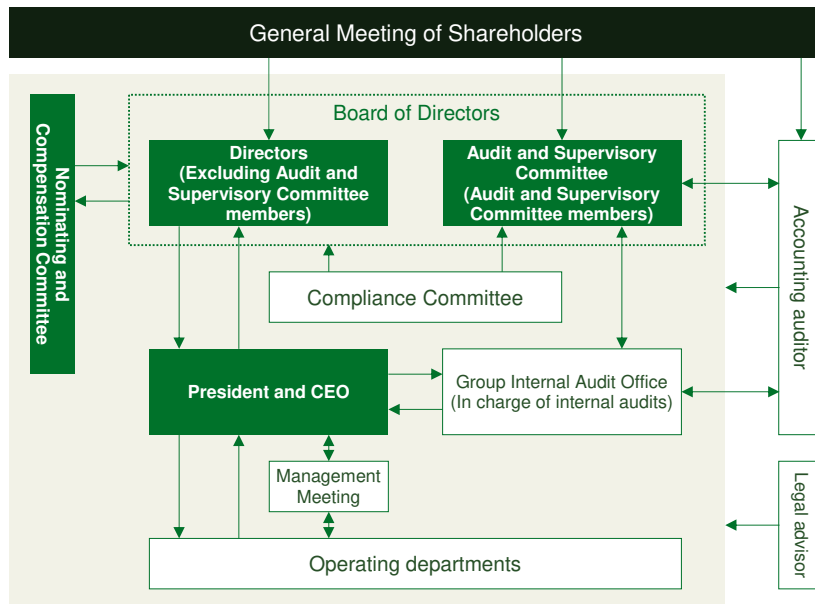 General Meeting of Shareholders
Nominating and
Compensation Committee
Board of Directors
Directors
(Excluding Audit and
Supervisory Committee
members)
Audit and Supervisory
Committee
(Audit and Supervisory
Committee members)
Accounting auditor
Compliance Committee
President and CEO
Group Internal Audit Office
(In charge of internal audits)
Management
Meeting
Legal advisor
Operating departments